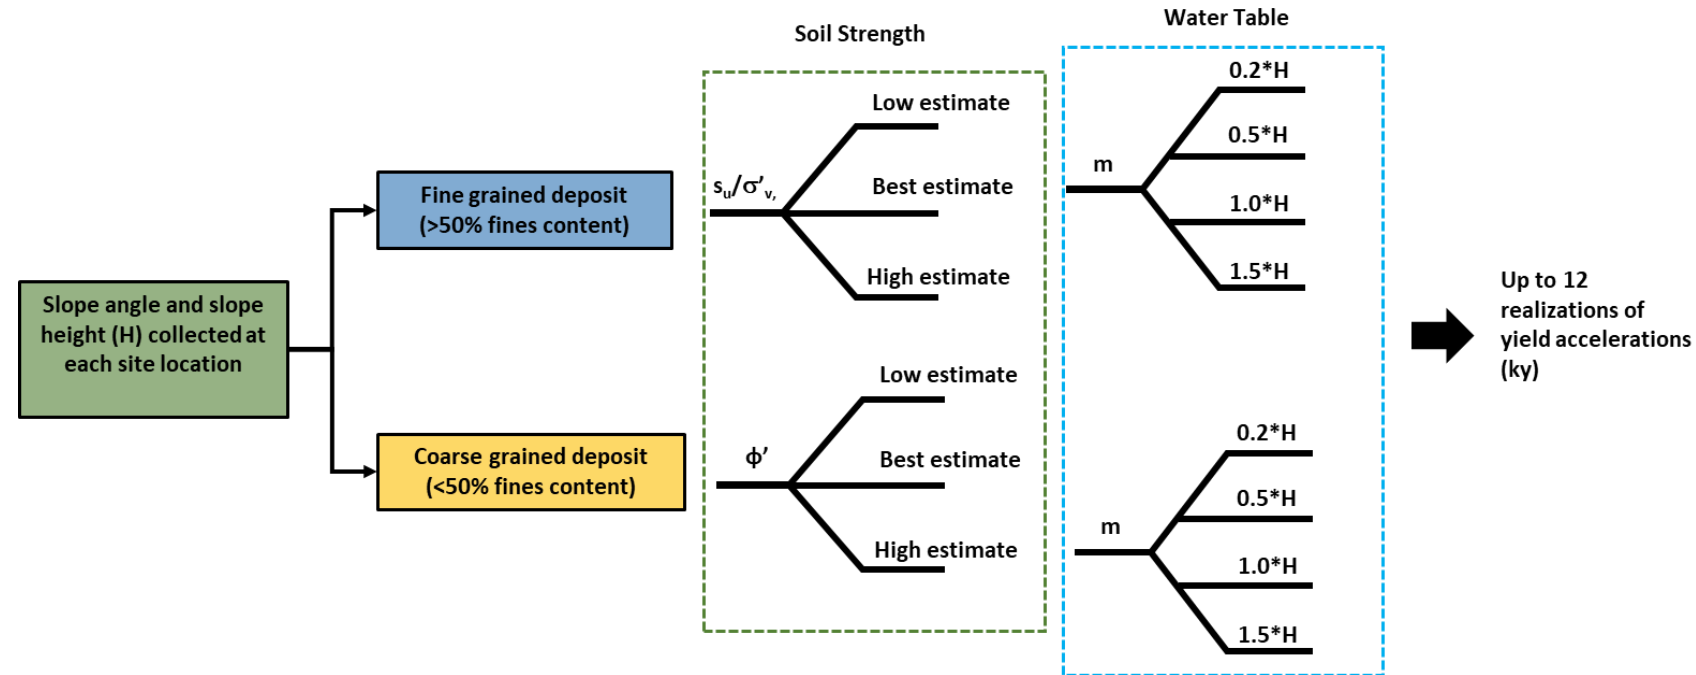 Soil Strength
Water Table
Slope angle and slope
height (H) collected at
each site location
Fine grained deposit
(>50% fines content)
Coarse grained deposit
(<50% fines content)
su/σ’v,
Low estimate
Best estimate
High estimate
ϕ’
Low estimate
Best estimate
High estimate
m
0.2*H
0.5*H
1.0*H
1.5*H
m
0.2*H
0.5*H
1.0*H
1.5*H
Up to 12
realizations of
yield accelerations
(ky)